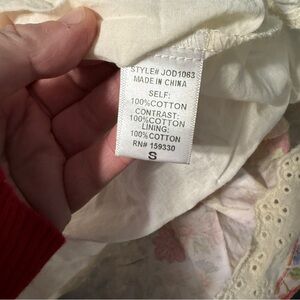 STYLE# JOD1063
MADE IN CHINA
SELF:
100%COTTON
CONTRAST:
100%COTTON
LINING:
100%COTTON
RN# 159330
S